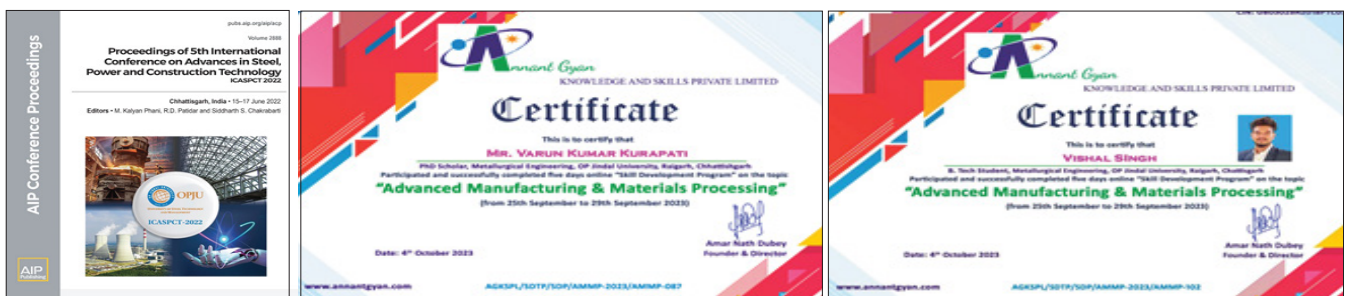 AIP Conference Proceedings
AIP
Publishing
pubs.aip.org/aip/acp
Volume 2888
Proceedings of 5th International
Conference on Advances in Steel,
Power and Construction Technology
ICASPCT 2022
Chhattisgarh, India • 15–17 June 2022
Editors • M. Kalyan Phani, R.D. Patidar and Siddharth S. Chakrabarti
OPJU
ICASPCT-2022
Annant Gyan
KNOWLEDGE AND SKILLS PRIVATE LIMITED
Certificate
This is to certify that
MR. VARUN KUMAR KURAPATI
PhD Scholar, Metallurgical Engineering, OP Jindal University, Raigarh, Chhattishgarh
Participated and successfully completed five days online "Skill Development Program" on the topic
"Advanced Manufacturing & Materials Processing"
(from 25th September to 29th September 2023)
Amar Nath Dubey
Founder & Director
Date: 4th October 2023
www.annantgyan.com
AGKSPL/SDTP/SDP/AMMP-2023/AMMP-087
Annant Gyan
KNOWLEDGE AND SKILLS PRIVATE LIMITED
Certificate
This is to certify that
VISHAL SINGH
B. Tech Student, Metallurgical Engineering, OP Jindal University, Raigarh, Chattigarh
Participated and successfully completed five days online "Skill Development Program" on the topic
"Advanced Manufacturing & Materials Processing"
(from 25th September to 29th September 2023)
Amar Nath Dubey
Founder & Director
Date: 4th October 2023
www.annantgyan.com
AGKSPL/SDTP/SDP/AMMP-2023/AMMP-102